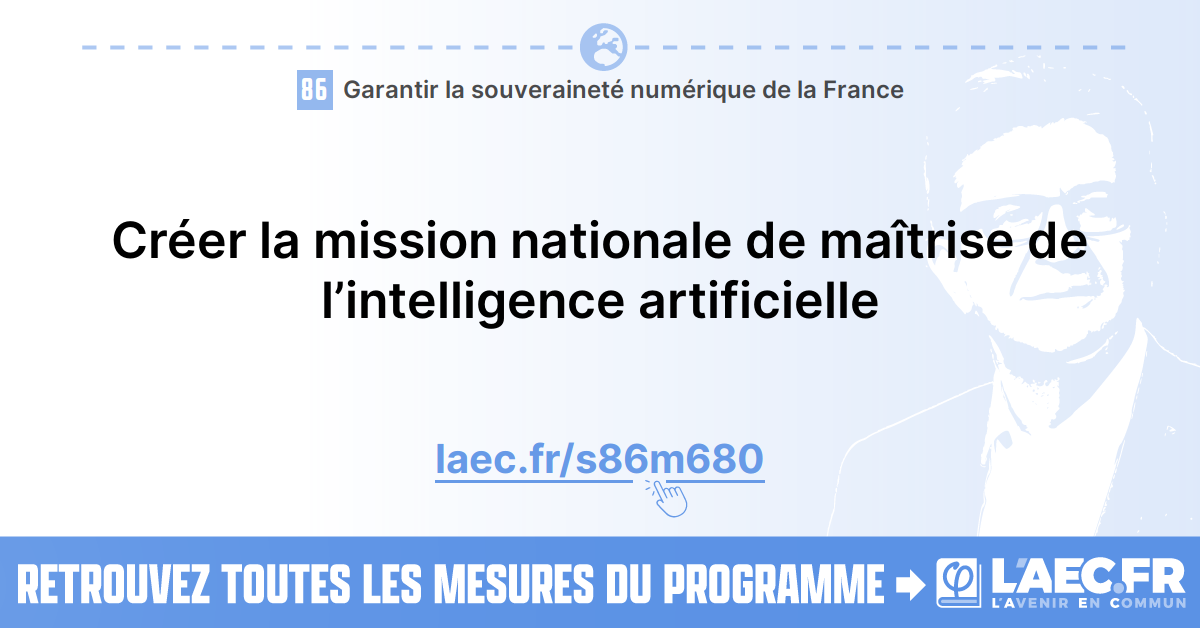 86 Garantir la souveraineté numérique de la France
Créer la mission nationale de maîtrise de
l’intelligence artificielle
laec.fr/s86m680
RETROUVEZ TOUTES LES MESURES DU PROGRAMME
L'AEC.FR
L'AVENIR EN COMMUN